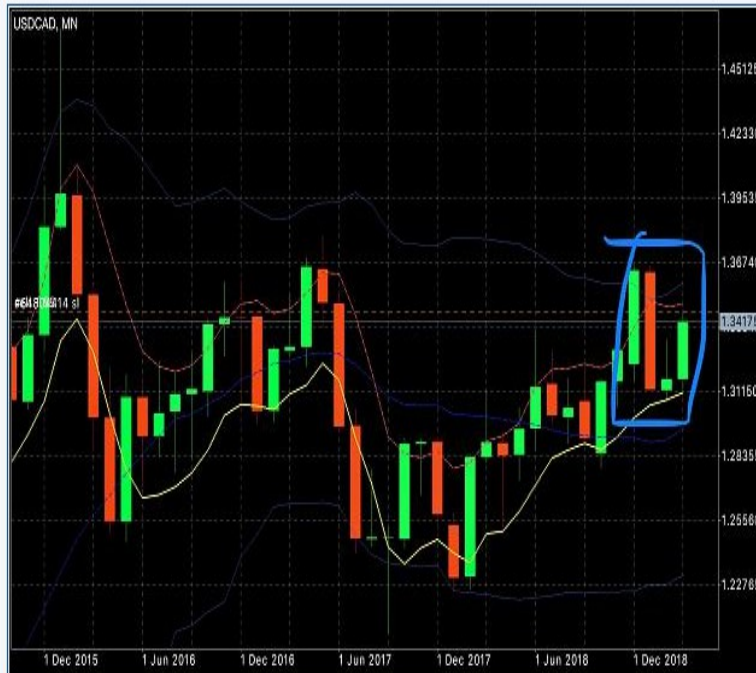 USDCAD, MN
1.45125
1.42330
1.39535
1.36740
1.34175
1.31150
1.28355
1.25560
1.22765
1 Dec 2015
1 Jun 2016
1 Dec 2016
1 Jun 2017
1 Dec 2017
1 Jun 2018
1 Dec 2018